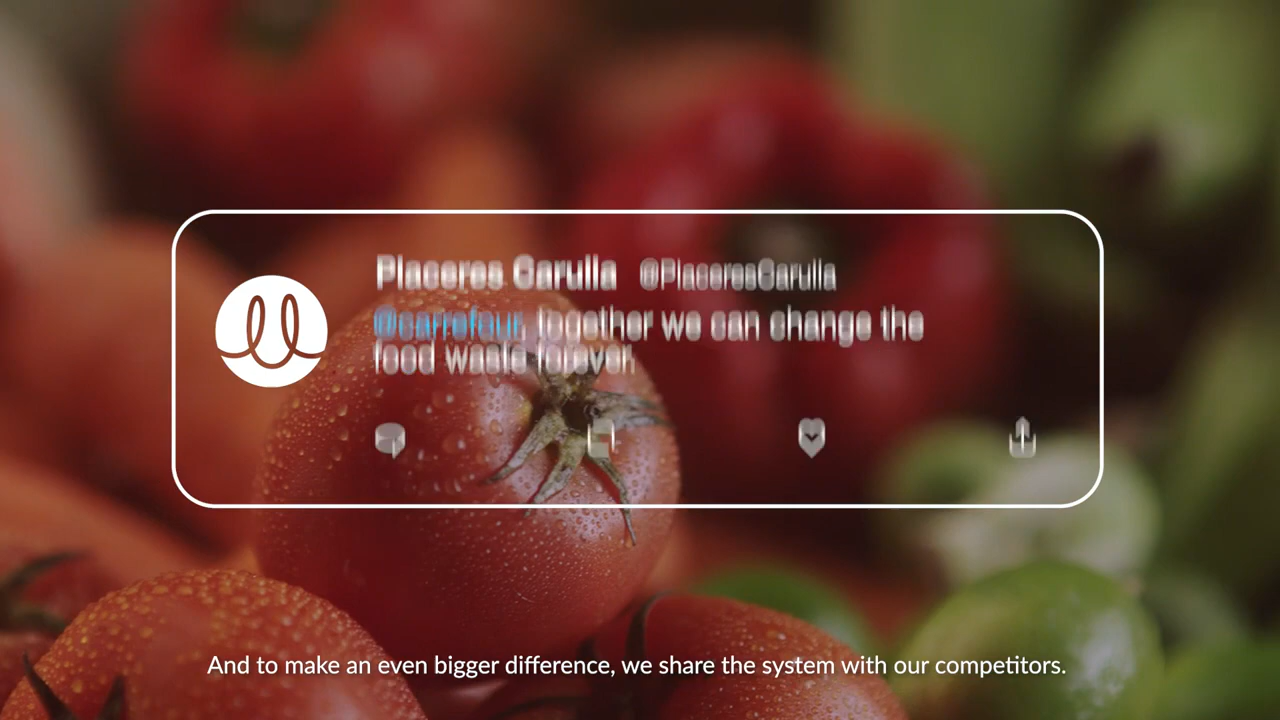 Placeres Carulla @PlaceresCarulla
@carrefour, together we can change the
food waste forever.
And to make an even bigger difference, we share the system with our competitors.